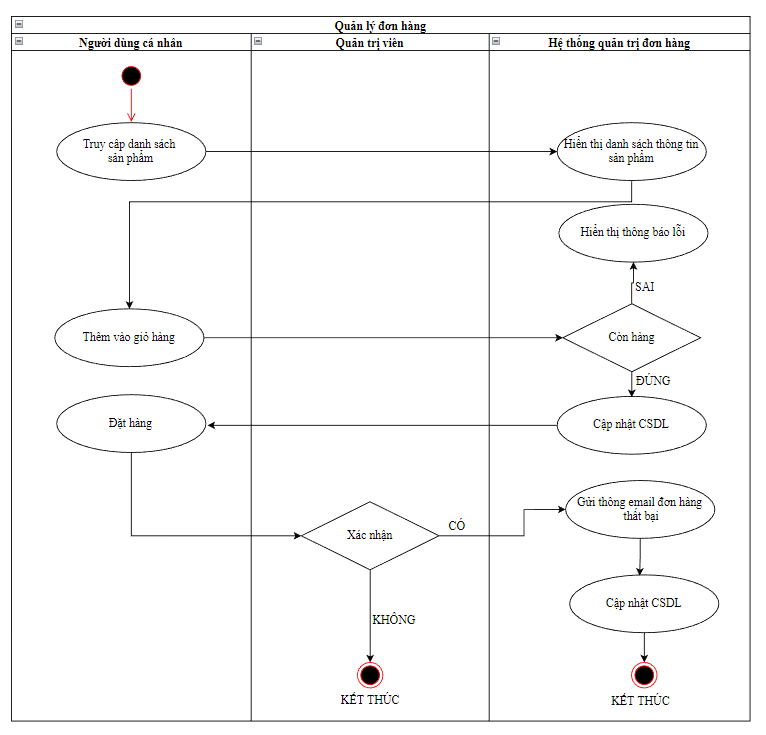 Quản lý đơn hàng
Người dùng cá nhân
Quản trị viên
Hệ thống quản trị đơn hàng
Truy cập danh sách
sản phẩm
Hiển thị danh sách thông tin
sản phẩm
Hiển thị thông báo lỗi
SAI
Thêm vào giỏ hàng
Còn hàng
ĐÚNG
Đặt hàng
Cập nhật CSDL
Gửi thông email đơn hàng
thất bại
Xác nhận
CÓ
Cập nhật CSDL
KHÔNG
KẾT THÚC
KẾT THÚC